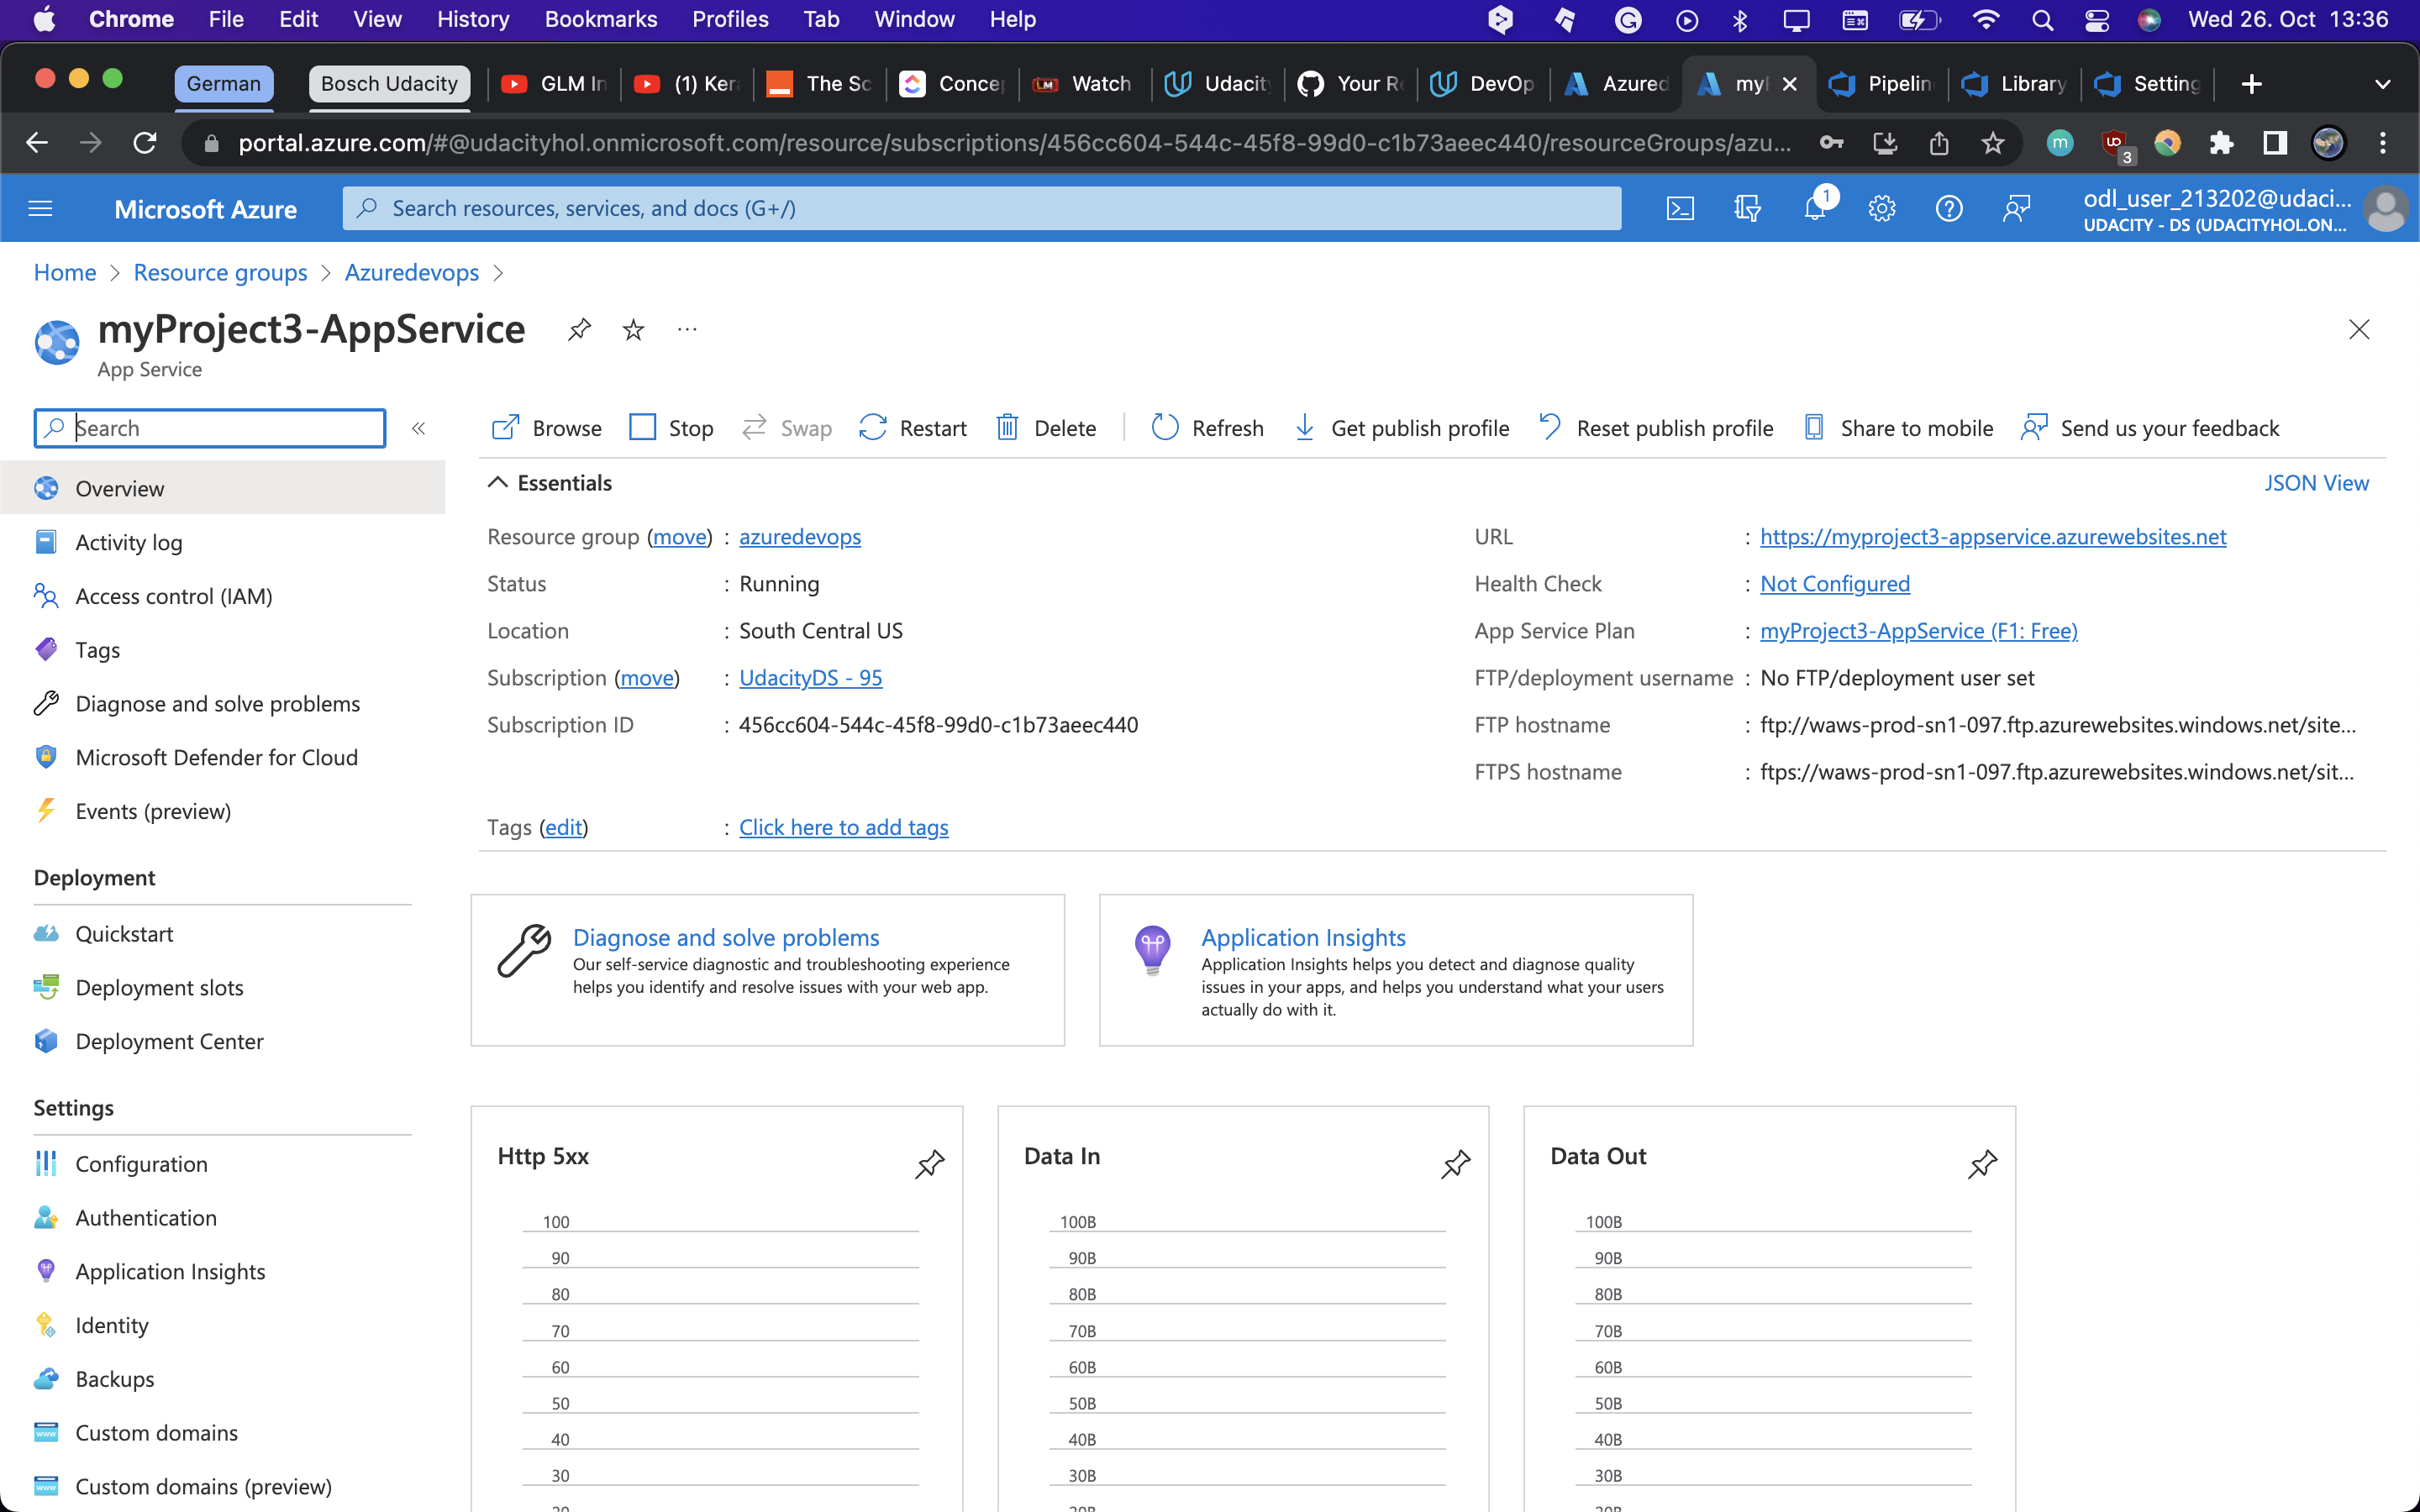 Chrome File Edit View History Bookmarks Profiles Tab Window Help Wed 26. Oct 13:36
German Bosch Udacity GLM In (1) Ker The Sc Concep Watch Udacity Your Re DevOp Azured myl Pipelin Library Setting
portal.azure.com/#@udacityhol.onmicrosoft.com/resource/subscriptions/456cc604-544c-45f8-99d0-c1b73aeec440/resourceGroups/azu... m 3
Microsoft Azure Search resources, services, and docs (G+/) 1 odl_user_213202@udaci...
UDACITY - DS (UDACITYHOL.ON...
Home > Resource groups > Azuredevops >
myProject3-AppService ...
App Service
Search « Browse Stop Swap Restart Delete Refresh Get publish profile Reset publish profile Share to mobile Send us your feedback
Essentials JSON View
Resource group (move) : azuredevops
Status : Running
Location : South Central US
Subscription (move) : UdacityDS - 95
Subscription ID : 456cc604-544c-45f8-99d0-c1b73aeec440
URL : https://myproject3-appservice.azurewebsites.net
Health Check : Not Configured
App Service Plan : myProject3-AppService (F1: Free)
FTP/deployment username : No FTP/deployment user set
FTP hostname : ftp://waws-prod-sn1-097.ftp.azurewebsites.windows.net/site...
FTPS hostname : ftps://waws-prod-sn1-097.ftp.azurewebsites.windows.net/sit...
Tags (edit) : Click here to add tags
Overview
Activity log
Access control (IAM)
Tags
Diagnose and solve problems
Microsoft Defender for Cloud
Events (preview)
Deployment
Quickstart
Deployment slots
Deployment Center
Settings
Configuration
Authentication
Application Insights
Identity
Backups
Custom domains
Custom domains (preview)
Diagnose and solve problems
Our self-service diagnostic and troubleshooting experience
helps you identify and resolve issues with your web app.
Application Insights
Application Insights helps you detect and diagnose quality
issues in your apps, and helps you understand what your users
actually do with it.
Http 5xx
100
90
80
70
60
50
40
30
Data In
100B
90B
80B
70B
60B
50B
40B
30B
Data Out
100B
90B
80B
70B
60B
50B
40B
30B